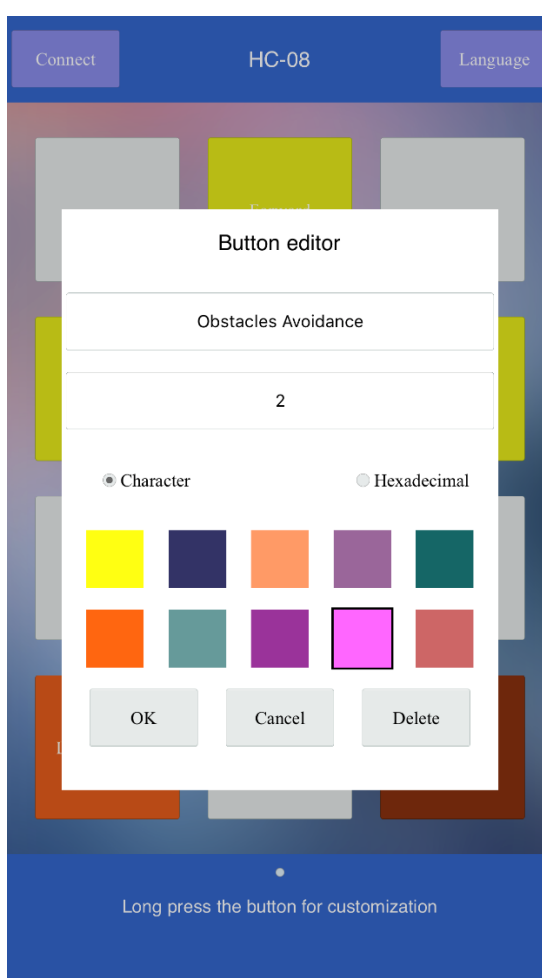 Connect
HC-08
Language
Button editor
Obstacles Avoidance
2
Character
Hexadecimal
OK
Cancel
Delete
Long press the button for customization